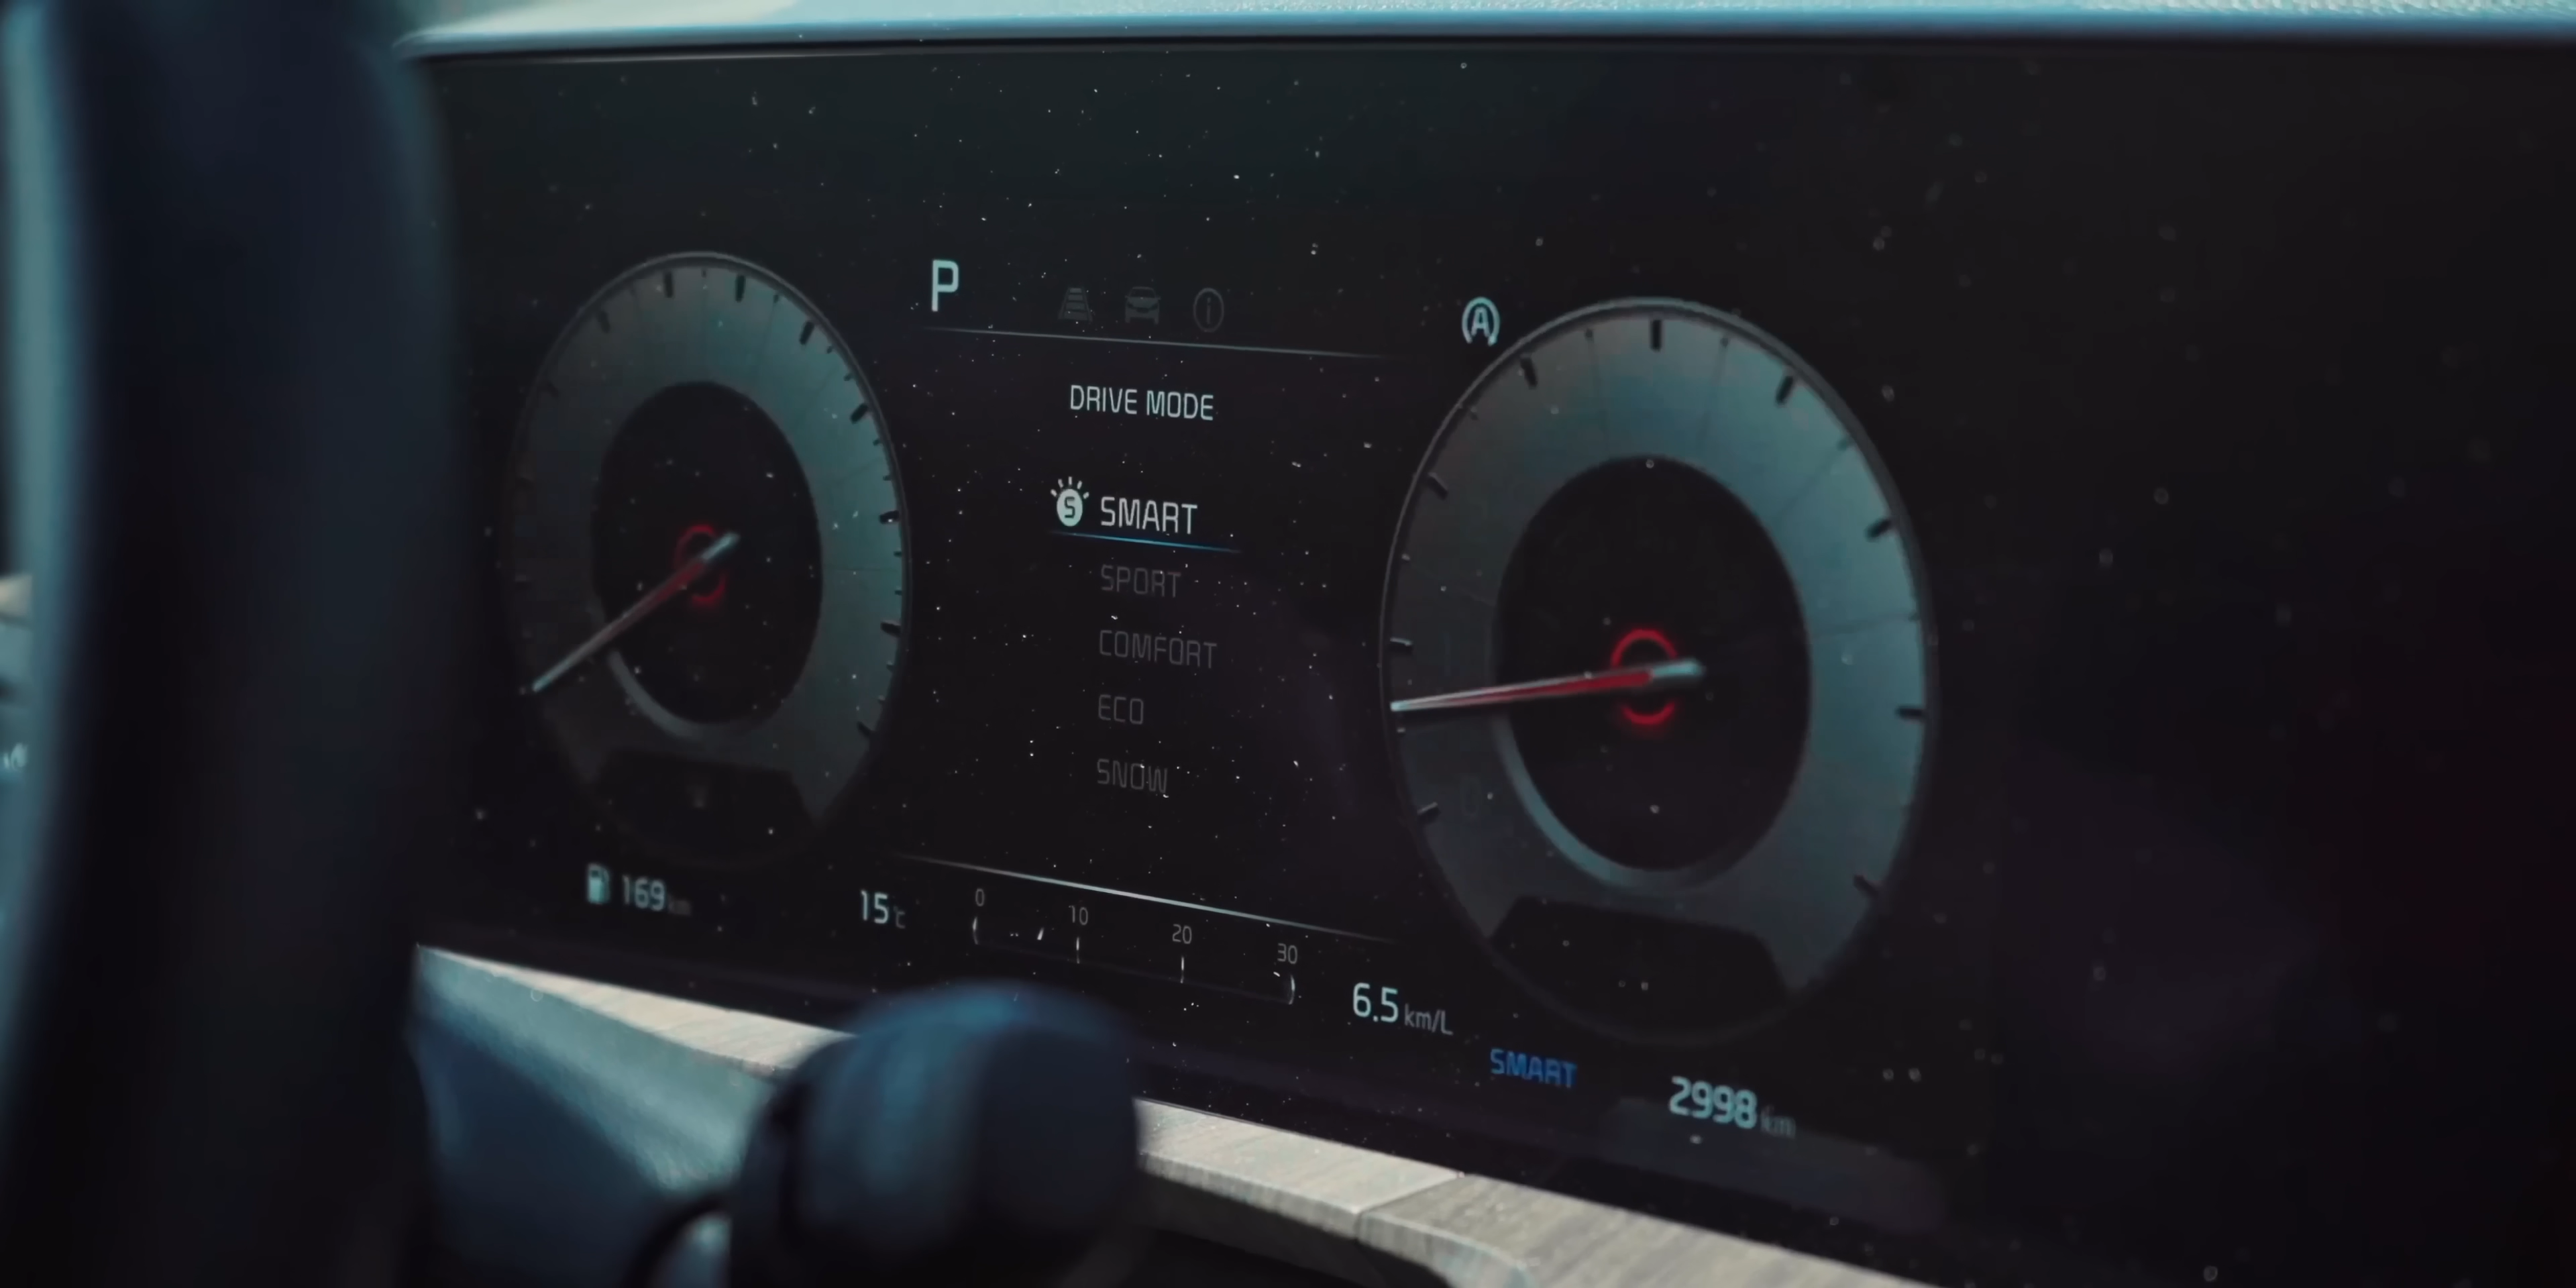 P
A
DRIVE MODE
S SMART
SPORT
COMFORT
ECO
SNOW
169 km
15 °C
0 10 20 30
6.5 km/L
SMART
2998 km